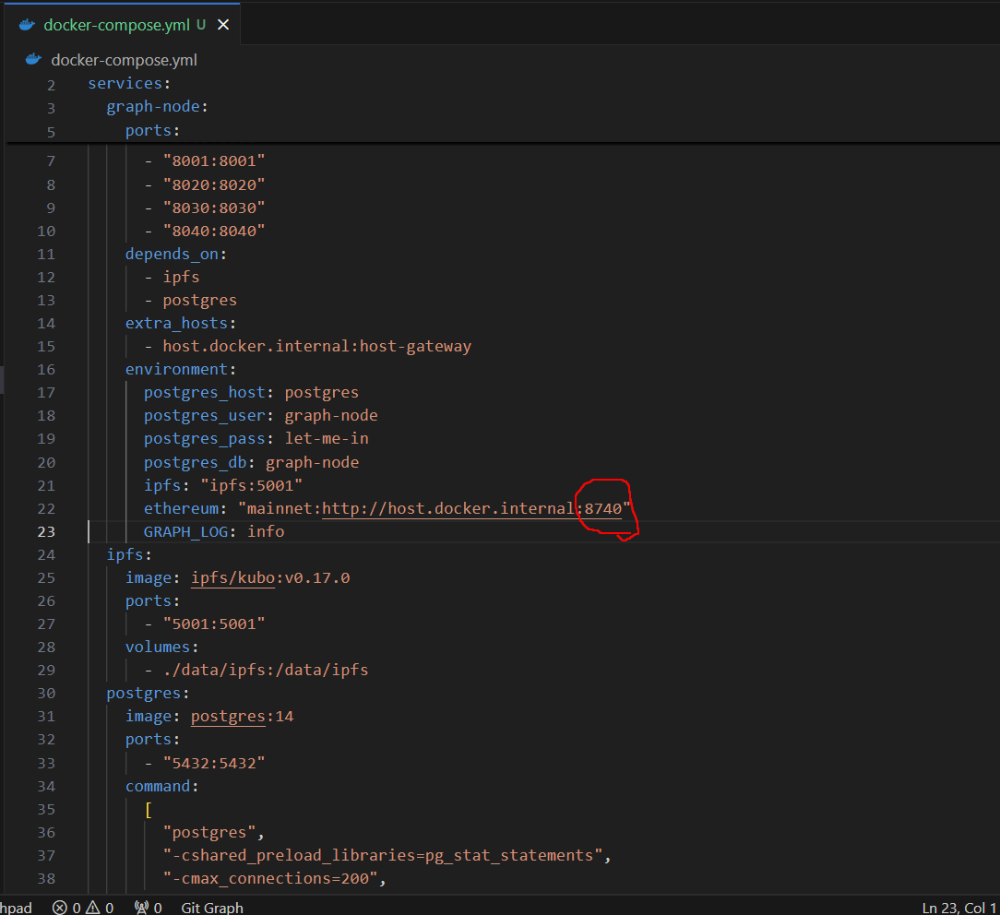 docker-compose.yml U
docker-compose.yml
2 services:
3 graph-node:
5 ports:
7 - "8001:8001"
8 - "8020:8020"
9 - "8030:8030"
10 - "8040:8040"
11 depends_on:
12 - ipfs
13 - postgres
14 extra_hosts:
15 - host.docker.internal:host-gateway
16 environment:
17 postgres_host: postgres
18 postgres_user: graph-node
19 postgres_pass: let-me-in
20 postgres_db: graph-node
21 ipfs: "ipfs:5001"
22 ethereum: "mainnet:http://host.docker.internal:8740"
23 GRAPH_LOG: info
24 ipfs:
25 image: ipfs/kubo:v0.17.0
26 ports:
27 - "5001:5001"
28 volumes:
29 - ./data/ipfs:/data/ipfs
30 postgres:
31 image: postgres:14
32 ports:
33 - "5432:5432"
34 command:
35 [
36 "postgres",
37 "-cshared_preload_libraries=pg_stat_statements",
38 "-cmax_connections=200",
hpad 0 0 0 Git Graph Ln 23, Col 1